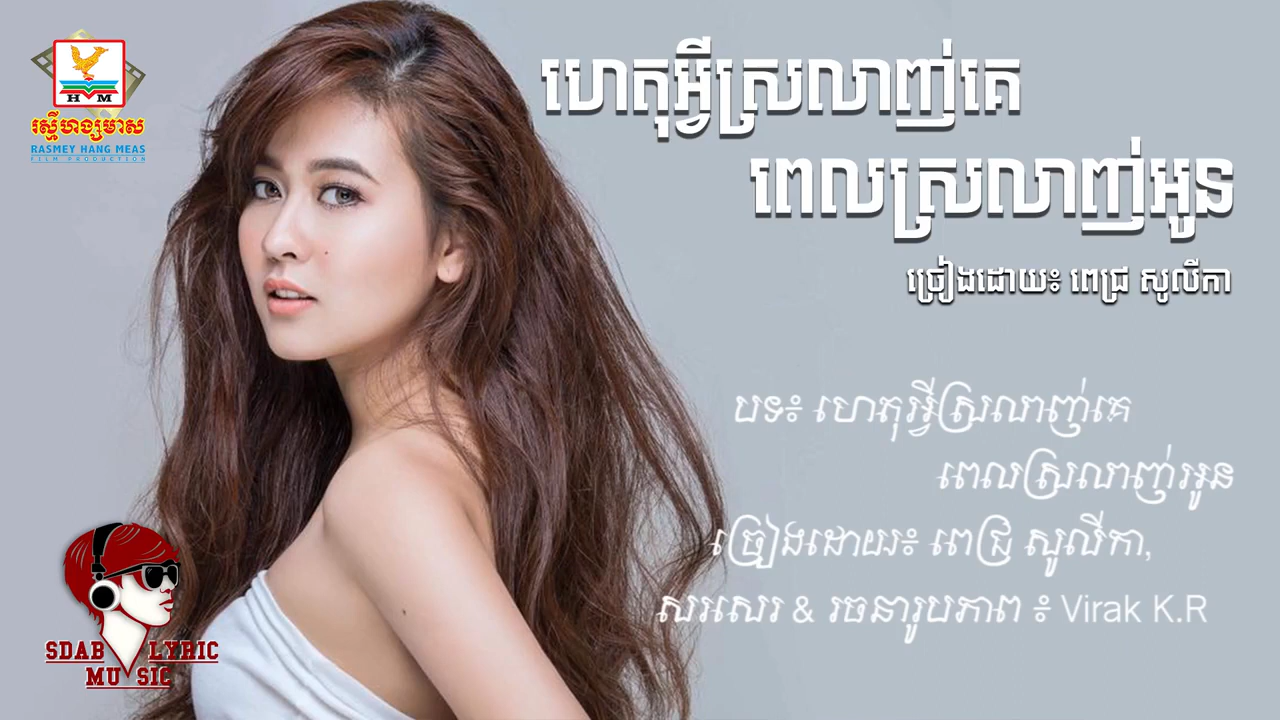 H M
រស្មីហង្សមាស
RASMEY HANG MEAS
FILM PRODUCTION
ហេតុអ្វីស្រលាញ់គេ
ពេលស្រលាញ់អូន
ច្រៀងដោយ៖ ពេជ្រ សូលីកា
បទ៖ ហេតុអ្វីស្រលាញ់គេ
ពេលស្រលាញ់អូន
ច្រៀងដោយ៖ ពេជ្រ សូលីកា,
សរសេរ & រចនារូបភាព ៖ Virak K.R
SDAB LYRIC
MUSIC